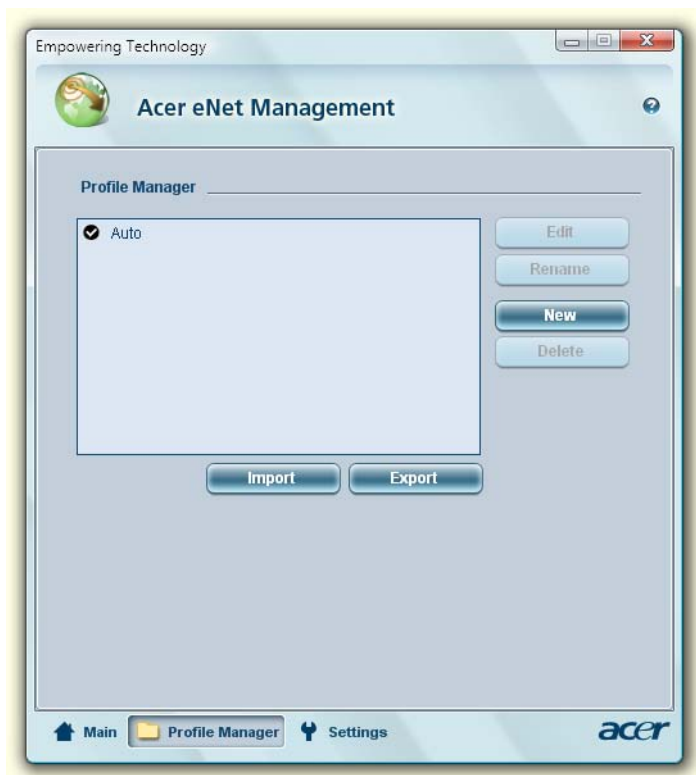 Empowering Technology
Acer eNet Management
Profile Manager
Auto
Edit
Rename
New
Delete
Import Export
Main Profile Manager Settings acer